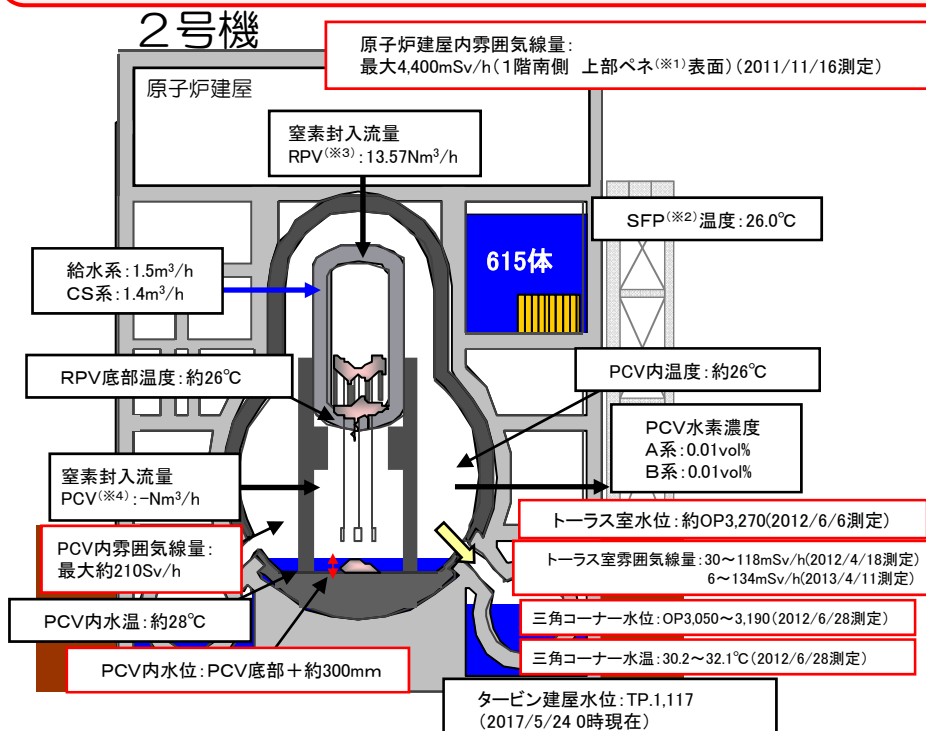 2号機
原子炉建屋内雰囲気線量:
最大4,400mSv/h(1階南側 上部ペネ(※1)表面)(2011/11/16測定)
原子炉建屋
窒素封入流量
RPV(※3):13.57Nm³/h
SFP(※2)温度:26.0℃
615体
給水系:1.5m³/h
CS系:1.4m³/h
RPV底部温度:約26℃
PCV内温度:約26℃
PCV水素濃度
A系:0.01vol%
B系:0.01vol%
窒素封入流量
PCV(※4):-Nm³/h
トーラス室水位:約OP3,270(2012/6/6測定)
PCV内雰囲気線量:
最大約210Sv/h
トーラス室雰囲気線量:30~118mSv/h(2012/4/18測定)
6~134mSv/h(2013/4/11測定)
PCV内水温:約28℃
三角コーナー水位:OP3,050~3,190(2012/6/28測定)
三角コーナー水温:30.2~32.1℃(2012/6/28測定)
PCV内水位:PCV底部+約300mm
タービン建屋水位:TP.1,117
(2017/5/24 0時現在)